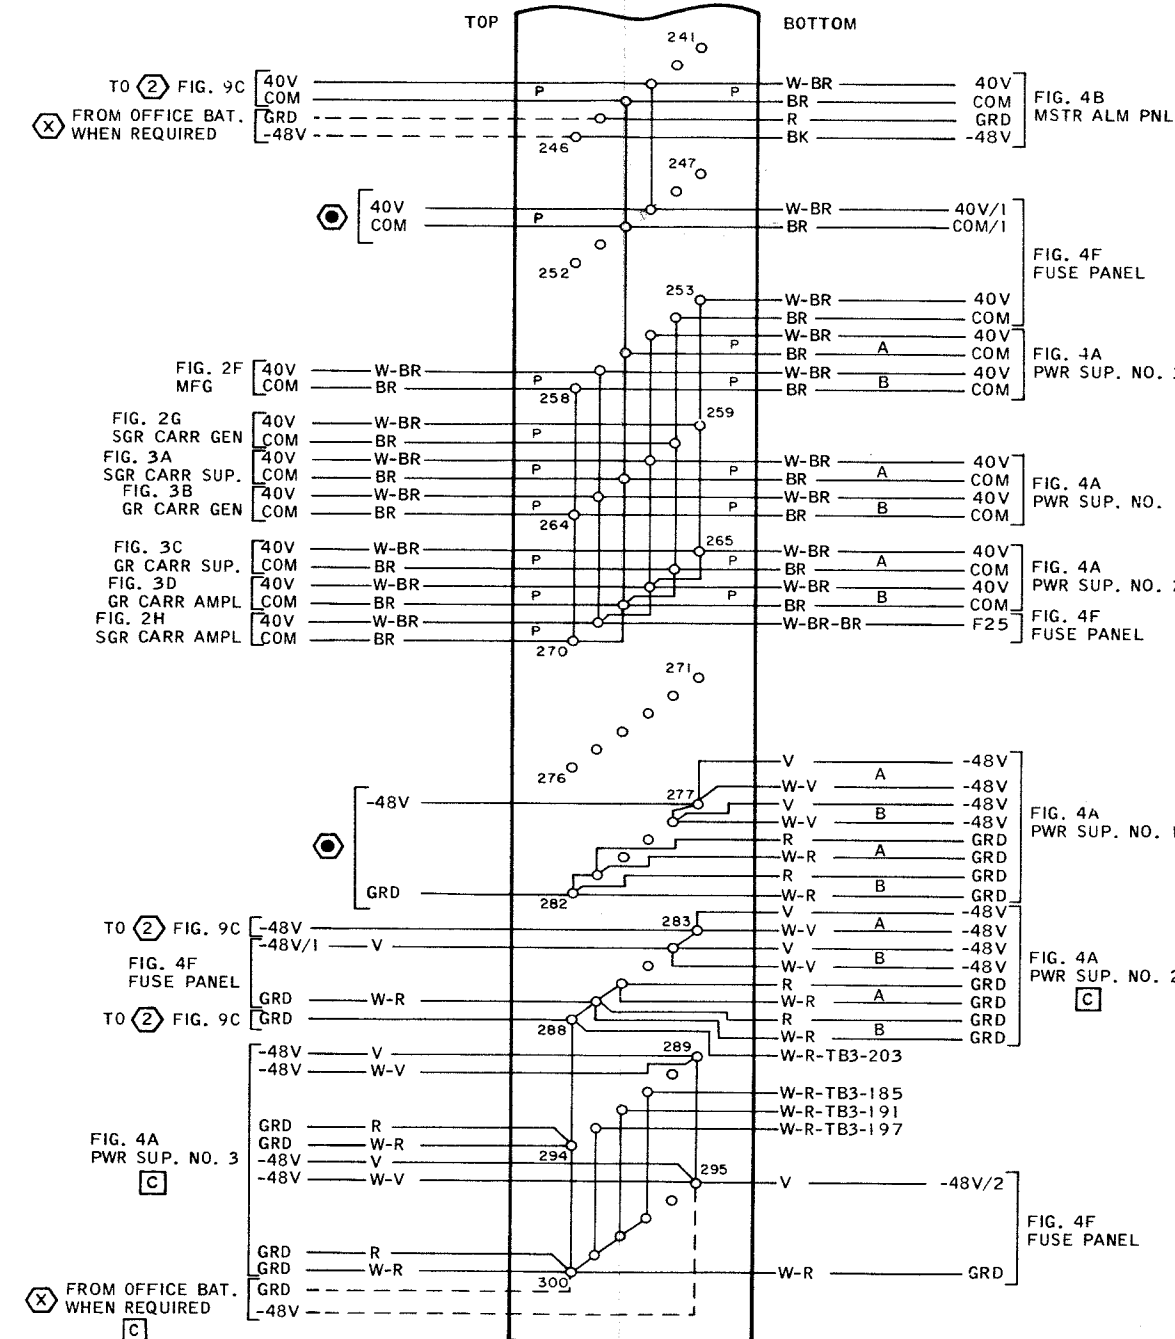 TOP BOTTOM
241
TO 2 FIG. 9C 40V P P W-BR 40V
COM BR COM FIG. 4B
X FROM OFFICE BAT. GRD R GRD MSTR ALM PNL
WHEN REQUIRED -48V 246 BK -48V
247
40V P W-BR 40V/1
COM BR COM/1
252
FIG. 4F
FUSE PANEL
253 W-BR 40V
BR COM
W-BR 40V
P BR A COM FIG. 4A
FIG. 2F 40V W-BR P P W-BR 40V PWR SUP. NO.
MFG COM BR 258 BR B COM
FIG. 2G 40V W-BR P 259
SGR CARR GEN COM BR
FIG. 3A 40V W-BR P P W-BR 40V
SGR CARR SUP. COM BR BR A COM FIG. 4A
FIG. 3B 40V W-BR P P W-BR 40V PWR SUP. NO.
GR CARR GEN COM BR 264 BR B COM
FIG. 3C 40V W-BR P 265 P W-BR 40V
GR CARR SUP. COM BR BR A COM FIG. 4A
FIG. 3D 40V W-BR P P W-BR 40V PWR SUP. NO. 2
GR CARR AMPL COM BR BR B COM
FIG. 2H 40V W-BR P W-BR-BR F25 FIG. 4F
SGR CARR AMPL COM BR 270 FUSE PANEL
271
276
V -48V
-48V 277 W-V A -48V
V -48V
W-V B -48V FIG. 4A
R GRD PWR SUP. NO. 1
W-R A GRD
R GRD
GRD 282 W-R B GRD
V -48V
TO 2 FIG. 9C -48V 283 W-V A -48V
-48V/1 V V -48V
FIG. 4F W-V B -48V FIG. 4A
FUSE PANEL R GRD PWR SUP. NO. 2
GRD W-R W-R A GRD C
TO 2 FIG. 9C GRD 288 R GRD
W-R B GRD
-48V V 289 W-R-TB3-203
-48V W-V
W-R-TB3-185
W-R-TB3-191
GRD R W-R-TB3-197
FIG. 4A GRD W-R 294
PWR SUP. NO. 3 -48V V 295
C -48V W-V V -48V/2
FIG. 4F
FUSE PANEL
GRD R
GRD W-R 300 W-R GRD
X FROM OFFICE BAT. GRD
WHEN REQUIRED -48V
C